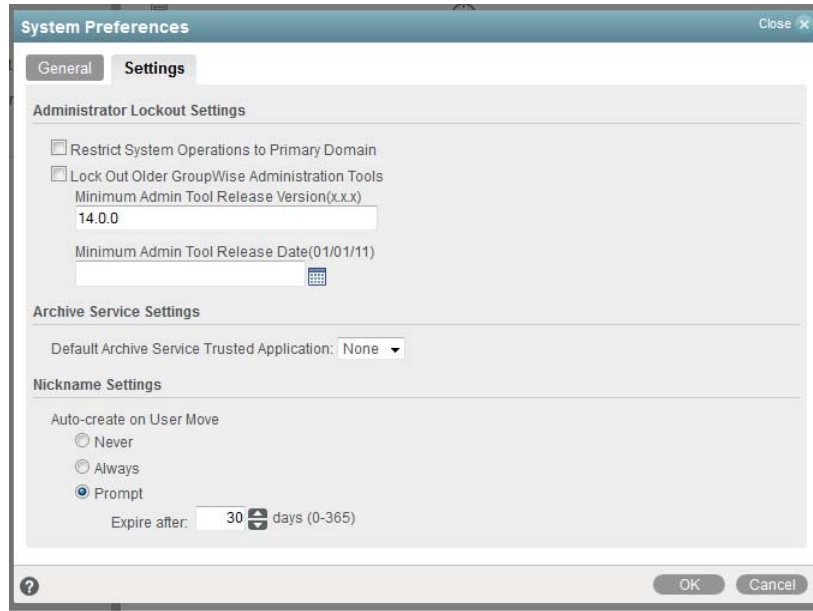 System Preferences
Close
General
Settings
Administrator Lockout Settings
Restrict System Operations to Primary Domain
Lock Out Older GroupWise Administration Tools
Minimum Admin Tool Release Version(x.x.x)
14.0.0
Minimum Admin Tool Release Date(01/01/11)
Archive Service Settings
Default Archive Service Trusted Application: None
Nickname Settings
Auto-create on User Move
Never
Always
Prompt
Expire after: 30 days (0-365)
OK Cancel